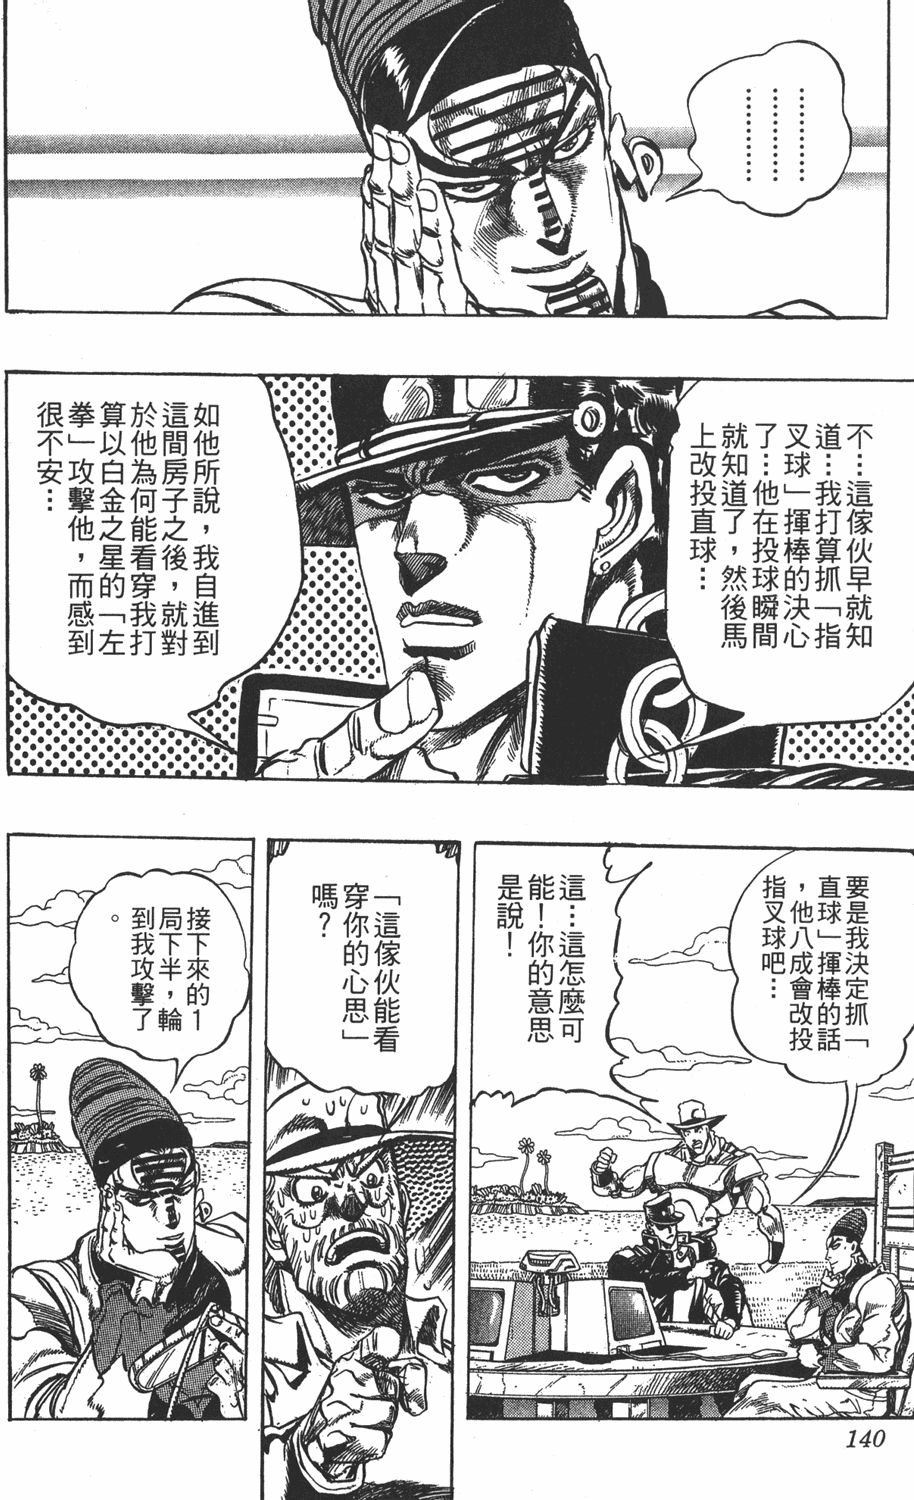 ………………
………………
………………
不…這傢伙早就知
道…我打算抓「指
叉球」揮棒的決心
了…他在投球瞬間
就知道了，然後馬
上改投直球…
如他所說，我自進到
這間房子之後，就對
於他為何能看穿我打
算以白金之星的「左
拳」攻擊他，而感到
很不安…
要是我決定抓「
直球」揮棒的話
，他八成會改投
指叉球吧…
這…這怎麼可
能！你的意思
是說！
「這傢伙能看
穿你的心思」
嗎？
接下來的1
局下半，輪
到我攻擊了
。
140